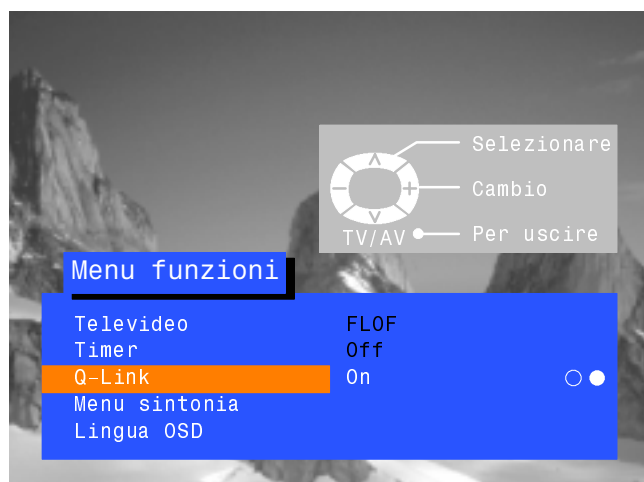 Selezionare
Cambio
TV/AV Per uscire
Menu funzioni
Televideo FLOF
Timer Off
Q-Link On
Menu sintonia
Lingua OSD